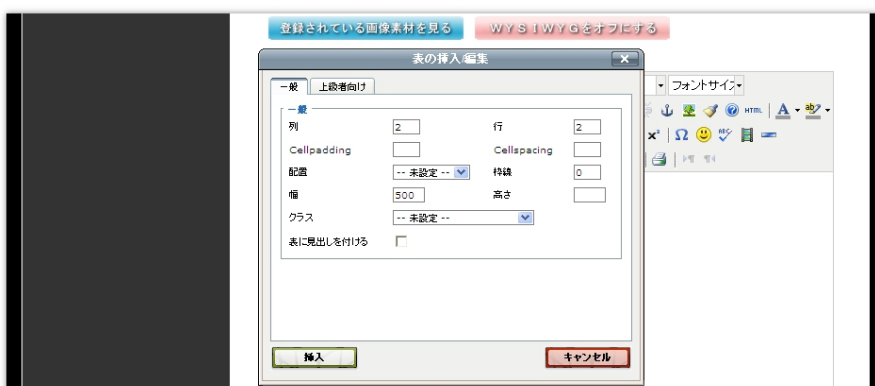 登録されている画像素材を見る WYSIWYGをオフにする
表の挿入/編集
一般 上級者向け
フォントサイズ
一般
列 2 行 2
HTML A ab
Cellpadding Cellspacing
x² Ω ABC
配置 -- 未設定 -- 枠線 0
幅 500 高さ
クラス -- 未設定 --
表に見出しを付ける
挿入 キャンセル